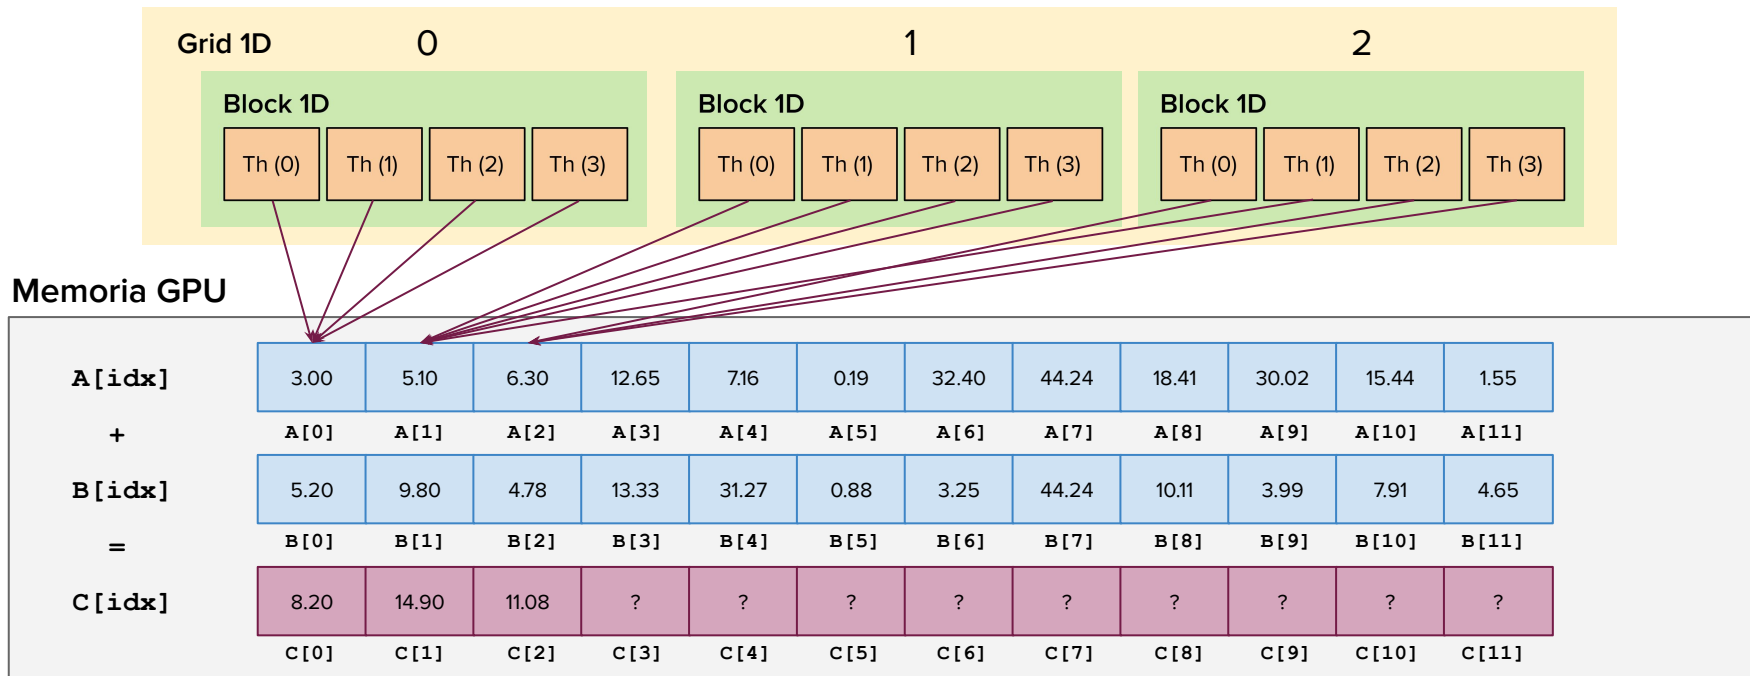 Grid 1D 0 1 2
Block 1D Block 1D Block 1D
Th (0) Th (1) Th (2) Th (3) Th (0) Th (1) Th (2) Th (3) Th (0) Th (1) Th (2) Th (3)
Memoria GPU
A[idx] 3.00 5.10 6.30 12.65 7.16 0.19 32.40 44.24 18.41 30.02 15.44 1.55
+ A[0] A[1] A[2] A[3] A[4] A[5] A[6] A[7] A[8] A[9] A[10] A[11]
B[idx] 5.20 9.80 4.78 13.33 31.27 0.88 3.25 44.24 10.11 3.99 7.91 4.65
= B[0] B[1] B[2] B[3] B[4] B[5] B[6] B[7] B[8] B[9] B[10] B[11]
C[idx] 8.20 14.90 11.08 ? ? ? ? ? ? ? ? ?
C[0] C[1] C[2] C[3] C[4] C[5] C[6] C[7] C[8] C[9] C[10] C[11]